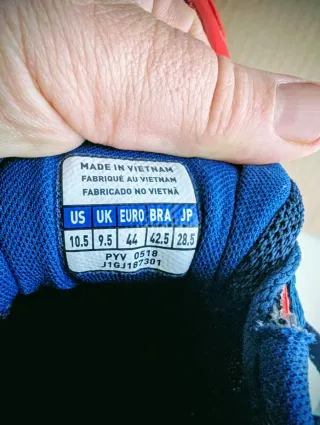 MADE IN VIETNAM
FABRIQUÉ AU VIETNAM
FABRICADO NO VIETNÃ
US UK EURO BRA JP
10.5 9.5 44 42.5 28.5
PYV 0518
J1GJ187301